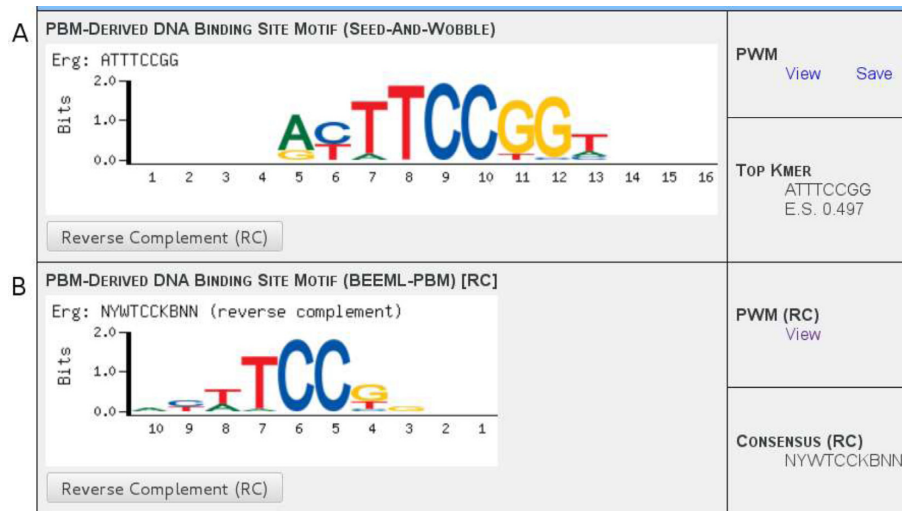 A
PBM-DERIVED DNA BINDING SITE MOTIF (SEED-AND-WOBBLE)
Erg: ATTTCCGG
2.0
Bits
1.0
0.0
A C T T C C G G T
G T A T A
1 2 3 4 5 6 7 8 9 10 11 12 13 14 15 16
Reverse Complement (RC)
PWM
View Save
TOP KMER
ATTTCCGG
E.S. 0.497
B
PBM-DERIVED DNA BINDING SITE MOTIF (BEEML-PBM) [RC]
Erg: NYWTCCKBNN (reverse complement)
2.0
Bits
1.0
0.0
A C T T C C G G
T A A T
10 9 8 7 6 5 4 3 2 1
Reverse Complement (RC)
PWM (RC)
View
CONSENSUS (RC)
NYWTCCKBNN